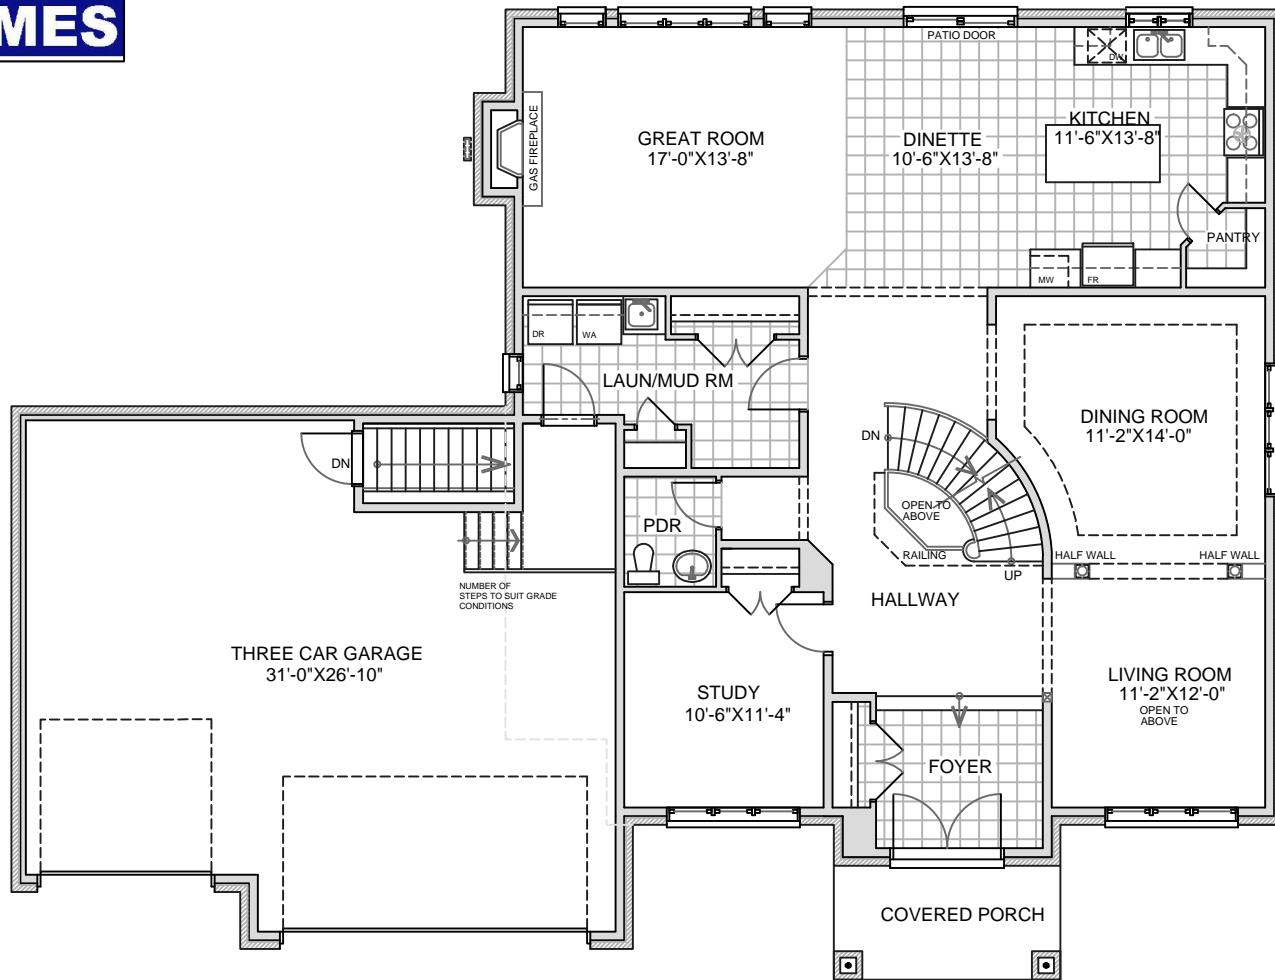 MES
PATIO DOOR
DW
GAS FIREPLACE
GREAT ROOM
17'-0"X13'-8"
DINETTE
10'-6"X13'-8"
KITCHEN
11'-6"X13'-8"
PANTRY
MW
FR
DR
WA
LAUN/MUD RM
DINING ROOM
11'-2"X14'-0"
DN
DN
OPEN TO
ABOVE
RAILING
UP
HALF WALL
HALF WALL
PDR
NUMBER OF
STEPS TO SUIT GRADE
CONDITIONS
HALLWAY
THREE CAR GARAGE
31'-0"X26'-10"
STUDY
10'-6"X11'-4"
LIVING ROOM
11'-2"X12'-0"
OPEN TO
ABOVE
FOYER
COVERED PORCH